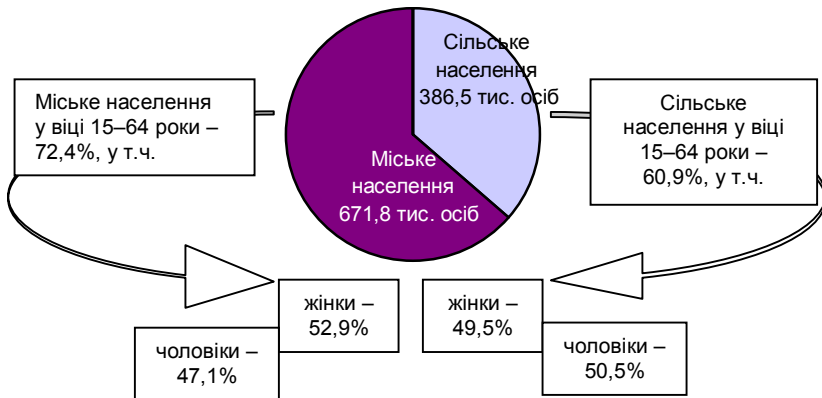 Сільське
населення
386,5 тис. осіб
Міське населення
у віці 15–64 роки –
72,4%, у т.ч.
Сільське
населення у віці
15–64 роки –
60,9%, у т.ч.
Міське
населення
671,8 тис. осіб
жінки –
52,9%
жінки –
49,5%
чоловіки –
47,1%
чоловіки –
50,5%